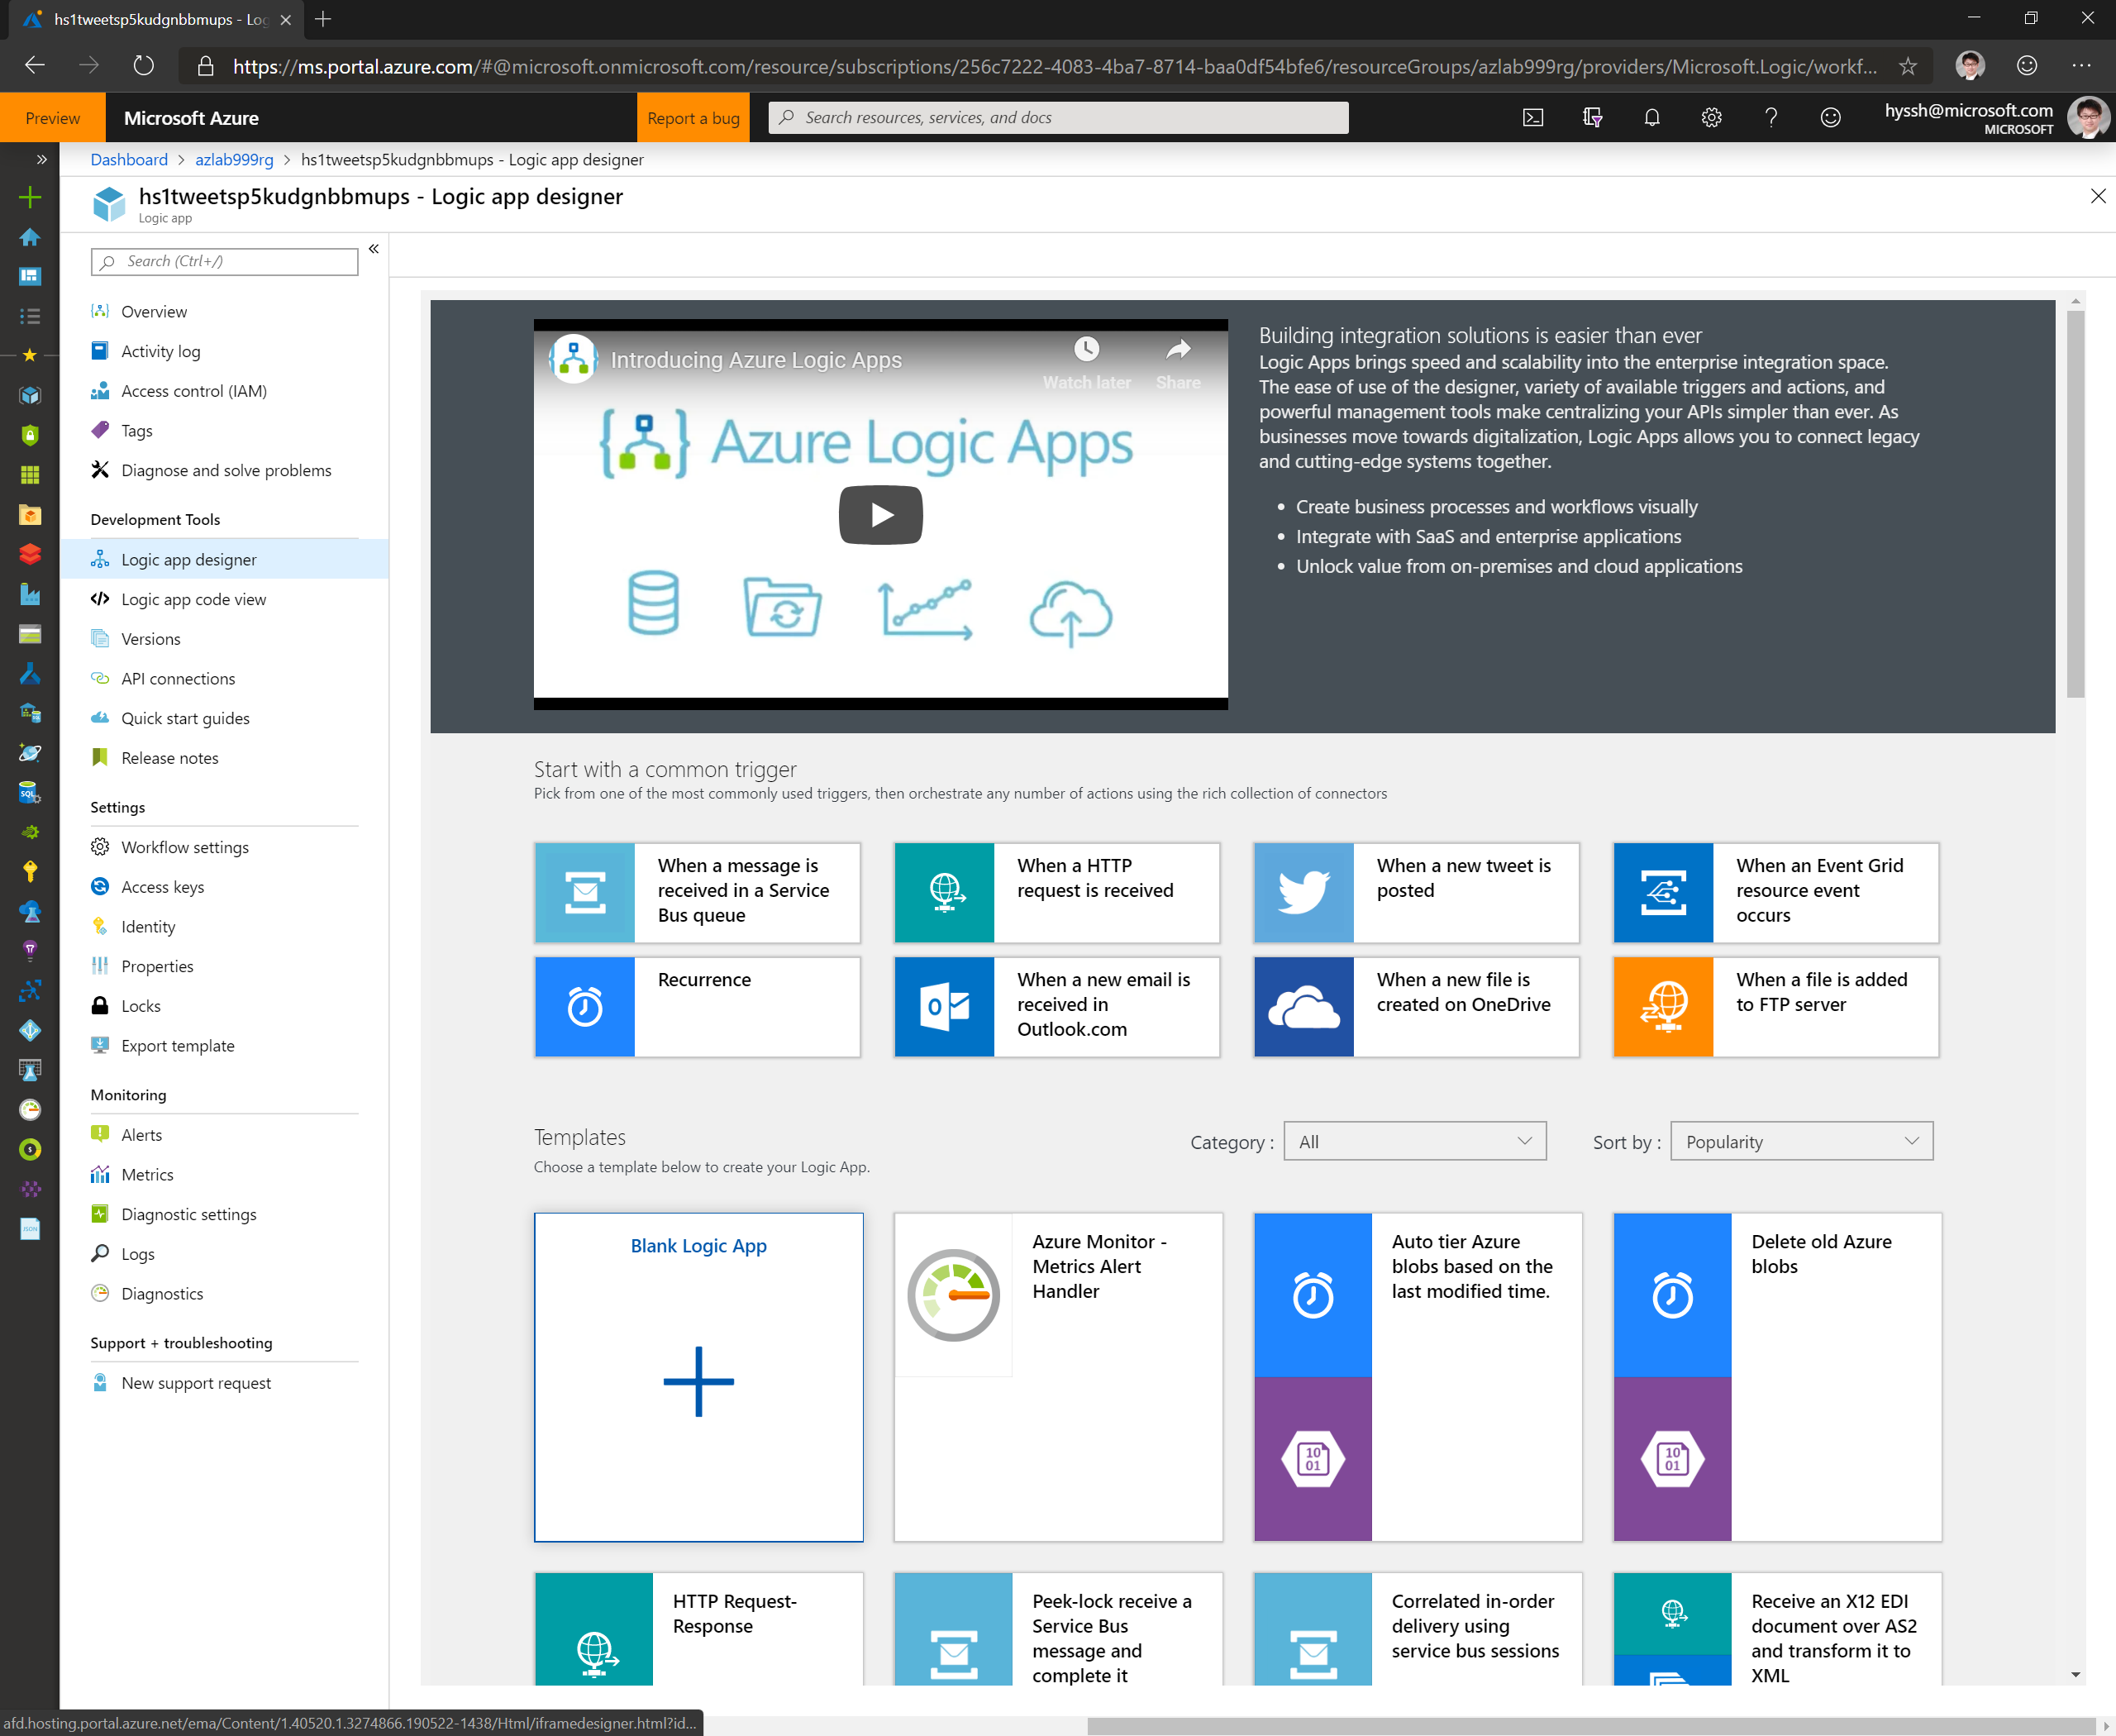 hs1tweetsp5kudgnbbmups - Log
https://ms.portal.azure.com/#@microsoft.onmicrosoft.com/resource/subscriptions/256c7222-4083-4ba7-8714-baa0df54bfe6/resourceGroups/azlab999rg/providers/Microsoft.Logic/workf...
Preview
Microsoft Azure
Report a bug
Search resources, services, and docs
hyssh@microsoft.com
MICROSOFT
Dashboard > azlab999rg > hs1tweetsp5kudgnbbmups - Logic app designer
hs1tweetsp5kudgnbbmups - Logic app designer
Logic app
Search (Ctrl+/)
Overview
Activity log
Access control (IAM)
Tags
Diagnose and solve problems
Development Tools
Logic app designer
Logic app code view
Versions
API connections
Quick start guides
Release notes
Settings
Workflow settings
Access keys
Identity
Properties
Locks
Export template
Monitoring
Alerts
Metrics
Diagnostic settings
Logs
Diagnostics
Support + troubleshooting
New support request
Introducing Azure Logic Apps
Watch later
Share
Azure Logic Apps
Building integration solutions is easier than ever
Logic Apps brings speed and scalability into the enterprise integration space.
The ease of use of the designer, variety of available triggers and actions, and
powerful management tools make centralizing your APIs simpler than ever. As
businesses move towards digitalization, Logic Apps allows you to connect legacy
and cutting-edge systems together.
• Create business processes and workflows visually
• Integrate with SaaS and enterprise applications
• Unlock value from on-premises and cloud applications
Start with a common trigger
Pick from one of the most commonly used triggers, then orchestrate any number of actions using the rich collection of connectors
When a message is
received in a Service
Bus queue
When a HTTP
request is received
When a new tweet is
posted
When an Event Grid
resource event
occurs
Recurrence
When a new email is
received in
Outlook.com
When a new file is
created on OneDrive
When a file is added
to FTP server
Templates
Choose a template below to create your Logic App.
Category :
All
Sort by :
Popularity
Blank Logic App
Azure Monitor -
Metrics Alert
Handler
Auto tier Azure
blobs based on the
last modified time.
10
01
Delete old Azure
blobs
10
01
HTTP Request-
Response
Peek-lock receive a
Service Bus
message and
complete it
Correlated in-order
delivery using
service bus sessions
Receive an X12 EDI
document over AS2
and transform it to
XML
afd.hosting.portal.azure.net/ema/Content/1.40520.1.3274866.190522-1438/Html/iframedesigner.html?id...